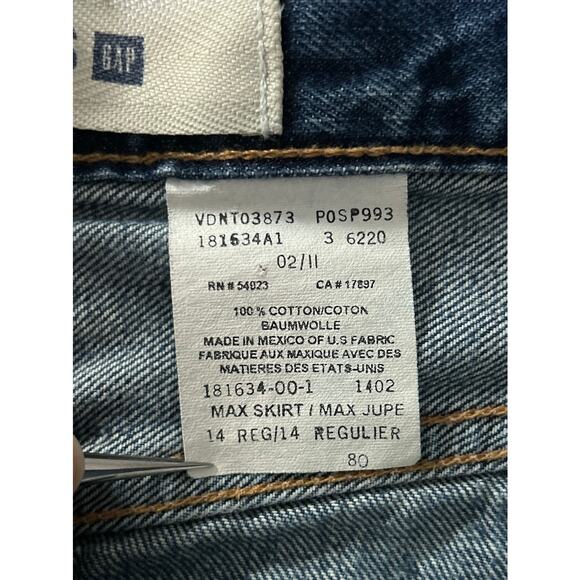 S GAP
VDNT03873 POSP993
181634A1 3 6220
02/11
RN # 54023 CA # 17897
100% COTTON/COTON
BAUMWOLLE
MADE IN MEXICO OF U.S FABRIC
FABRIQUE AUX MAXIQUE AVEC DES
MATIERES DES ETATS-UNIS
181634-00-1 1402
MAX SKIRT / MAX JUPE
14 REG/14 REGULIER
80